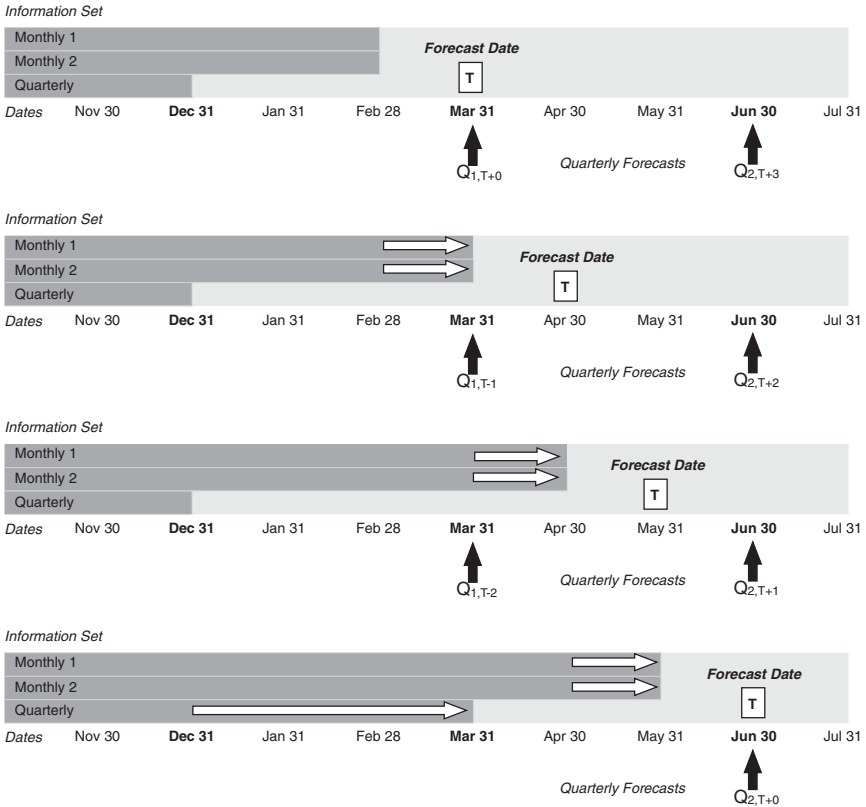 Information Set
Monthly 1
Forecast Date
Monthly 2
T
Quarterly
Dates Nov 30 Dec 31 Jan 31 Feb 28 Mar 31 Apr 30 May 31 Jun 30 Jul 31
Q1,T+0 Quarterly Forecasts Q2,T+3
Information Set
Monthly 1
Forecast Date
Monthly 2
T
Quarterly
Dates Nov 30 Dec 31 Jan 31 Feb 28 Mar 31 Apr 30 May 31 Jun 30 Jul 31
Q1,T-1 Quarterly Forecasts Q2,T+2
Information Set
Monthly 1
Forecast Date
Monthly 2
T
Quarterly
Dates Nov 30 Dec 31 Jan 31 Feb 28 Mar 31 Apr 30 May 31 Jun 30 Jul 31
Q1,T-2 Quarterly Forecasts Q2,T+1
Information Set
Monthly 1
Forecast Date
Monthly 2
T
Quarterly
Dates Nov 30 Dec 31 Jan 31 Feb 28 Mar 31 Apr 30 May 31 Jun 30 Jul 31
Quarterly Forecasts Q2,T+0